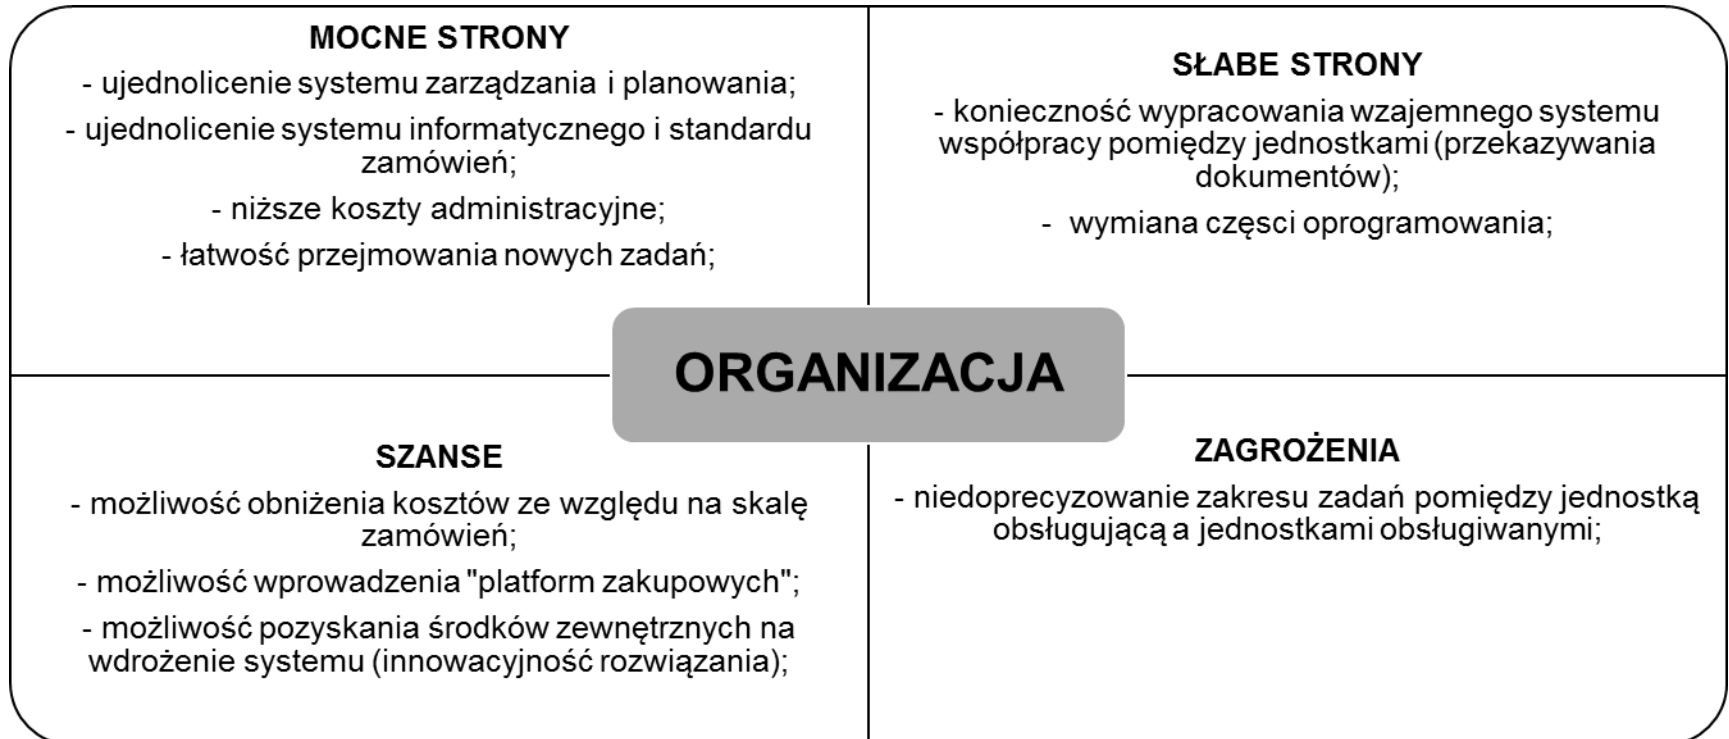 MOCNE STRONY
- ujednolicenie systemu zarządzania i planowania;
- ujednolicenie systemu informatycznego i standardu
zamówień;
- niższe koszty administracyjne;
- łatwość przejmowania nowych zadań;
SŁABE STRONY
- konieczność wypracowania wzajemnego systemu
współpracy pomiędzy jednostkami (przekazywania
dokumentów);
- wymiana częsci oprogramowania;
ORGANIZACJA
SZANSE
- możliwość obniżenia kosztów ze względu na skalę
zamówień;
- możliwość wprowadzenia "platform zakupowych";
- możliwość pozyskania środków zewnętrznych na
wdrożenie systemu (innowacyjność rozwiązania);
ZAGROŻENIA
- niedoprecyzowanie zakresu zadań pomiędzy jednostką
obsługującą a jednostkami obsługiwanymi;